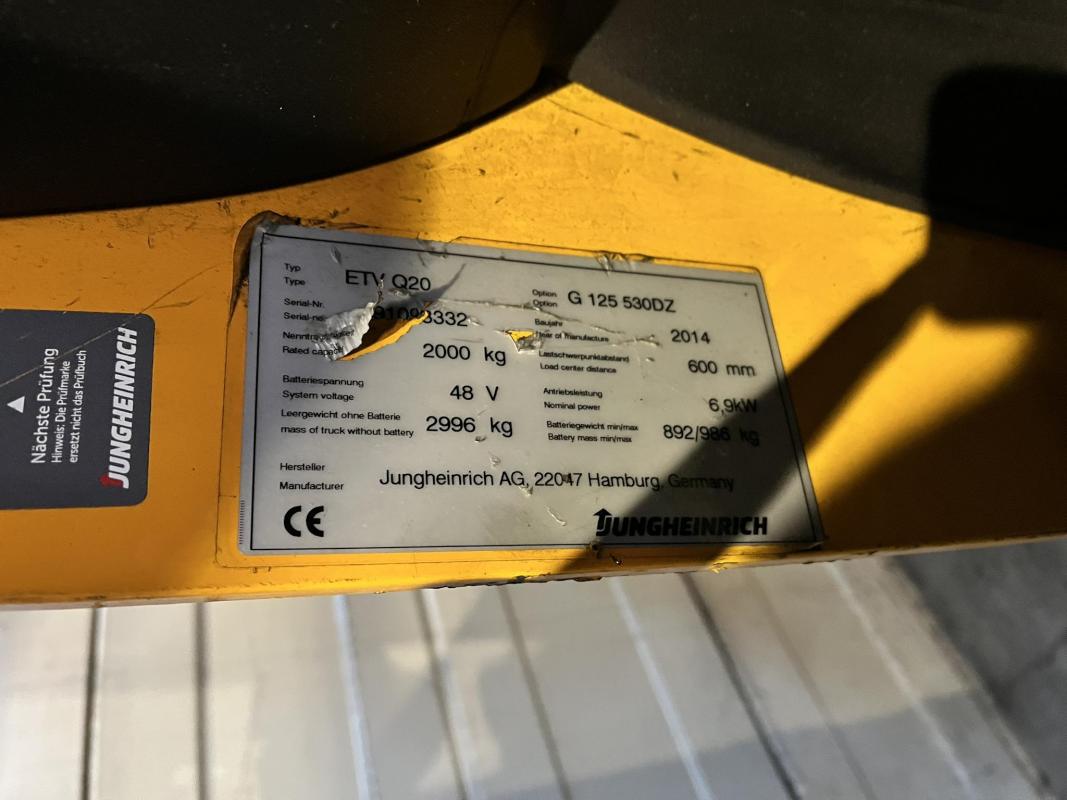 Nächste Prüfung
Hinweis: Die Prüfmarke
ersetzt nicht das Prüfbuch
JUNGHEINRICH
Typ
Type
ETV Q20
Option
Option
G 125 530DZ
Serial-Nr.
Baujahr
Year of manufacture
2014
Rated
2000 kg
Lastschwerpunktabstand
Load center distance
600 mm
Batteriespannung
System voltage
48 V
Antriebsleistung
Nominal power
6,9kW
Leergewicht ohne Batterie
mass of truck without battery
2996 kg
Batteriegewicht min/max
Battery mass min/max
892/986 kg
Hersteller
Manufacturer
Jungheinrich AG, 22047 Hamburg, Germany
CE
JUNGHEINRICH